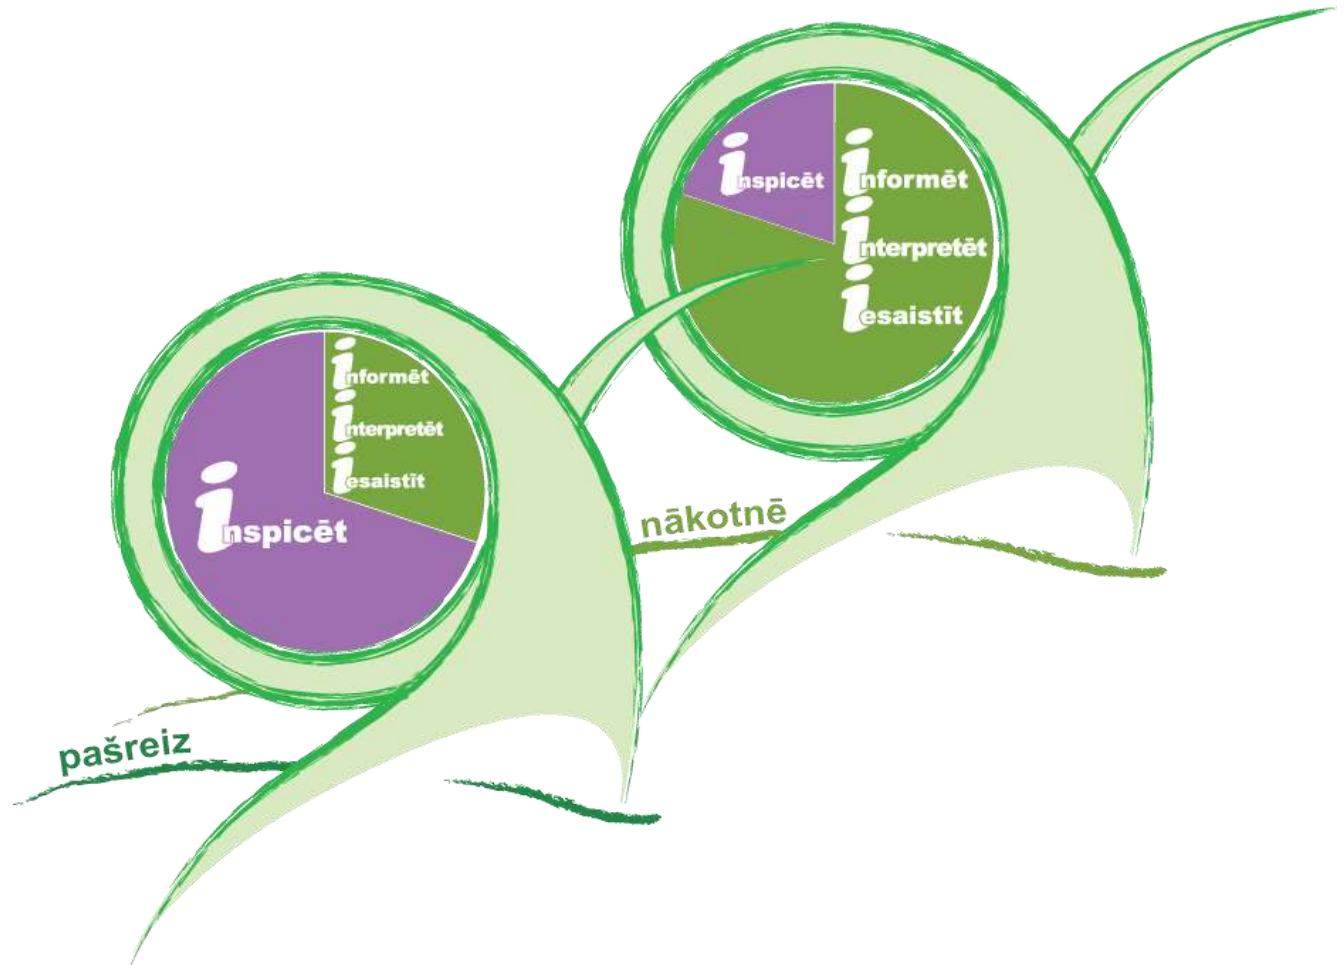 inspicēt
informēt
interpretēt
iesaistīt
nākotnē
informēt
interpretēt
iesaistīt
inspicēt
pašreiz